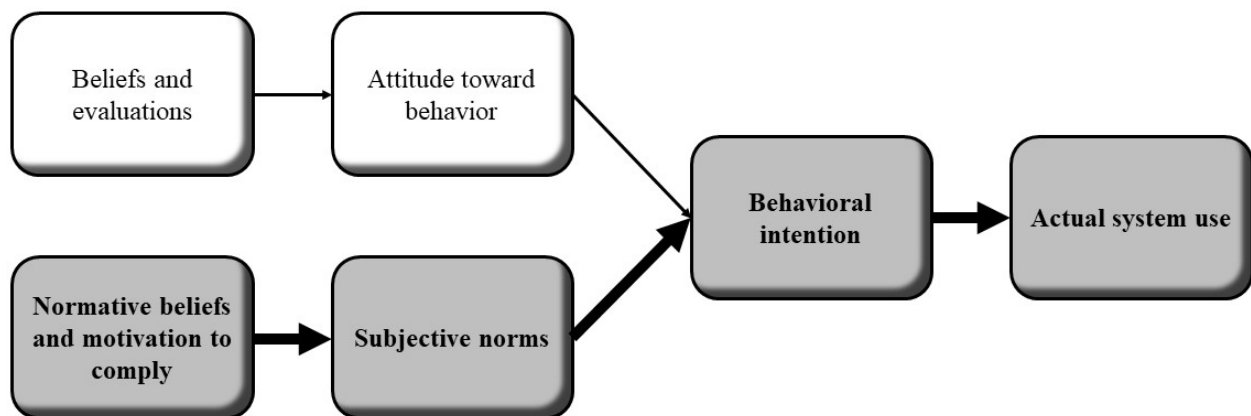 Beliefs and
evaluations
Attitude toward
behavior
Behavioral
intention
Actual system use
Normative beliefs
and motivation to
comply
Subjective norms